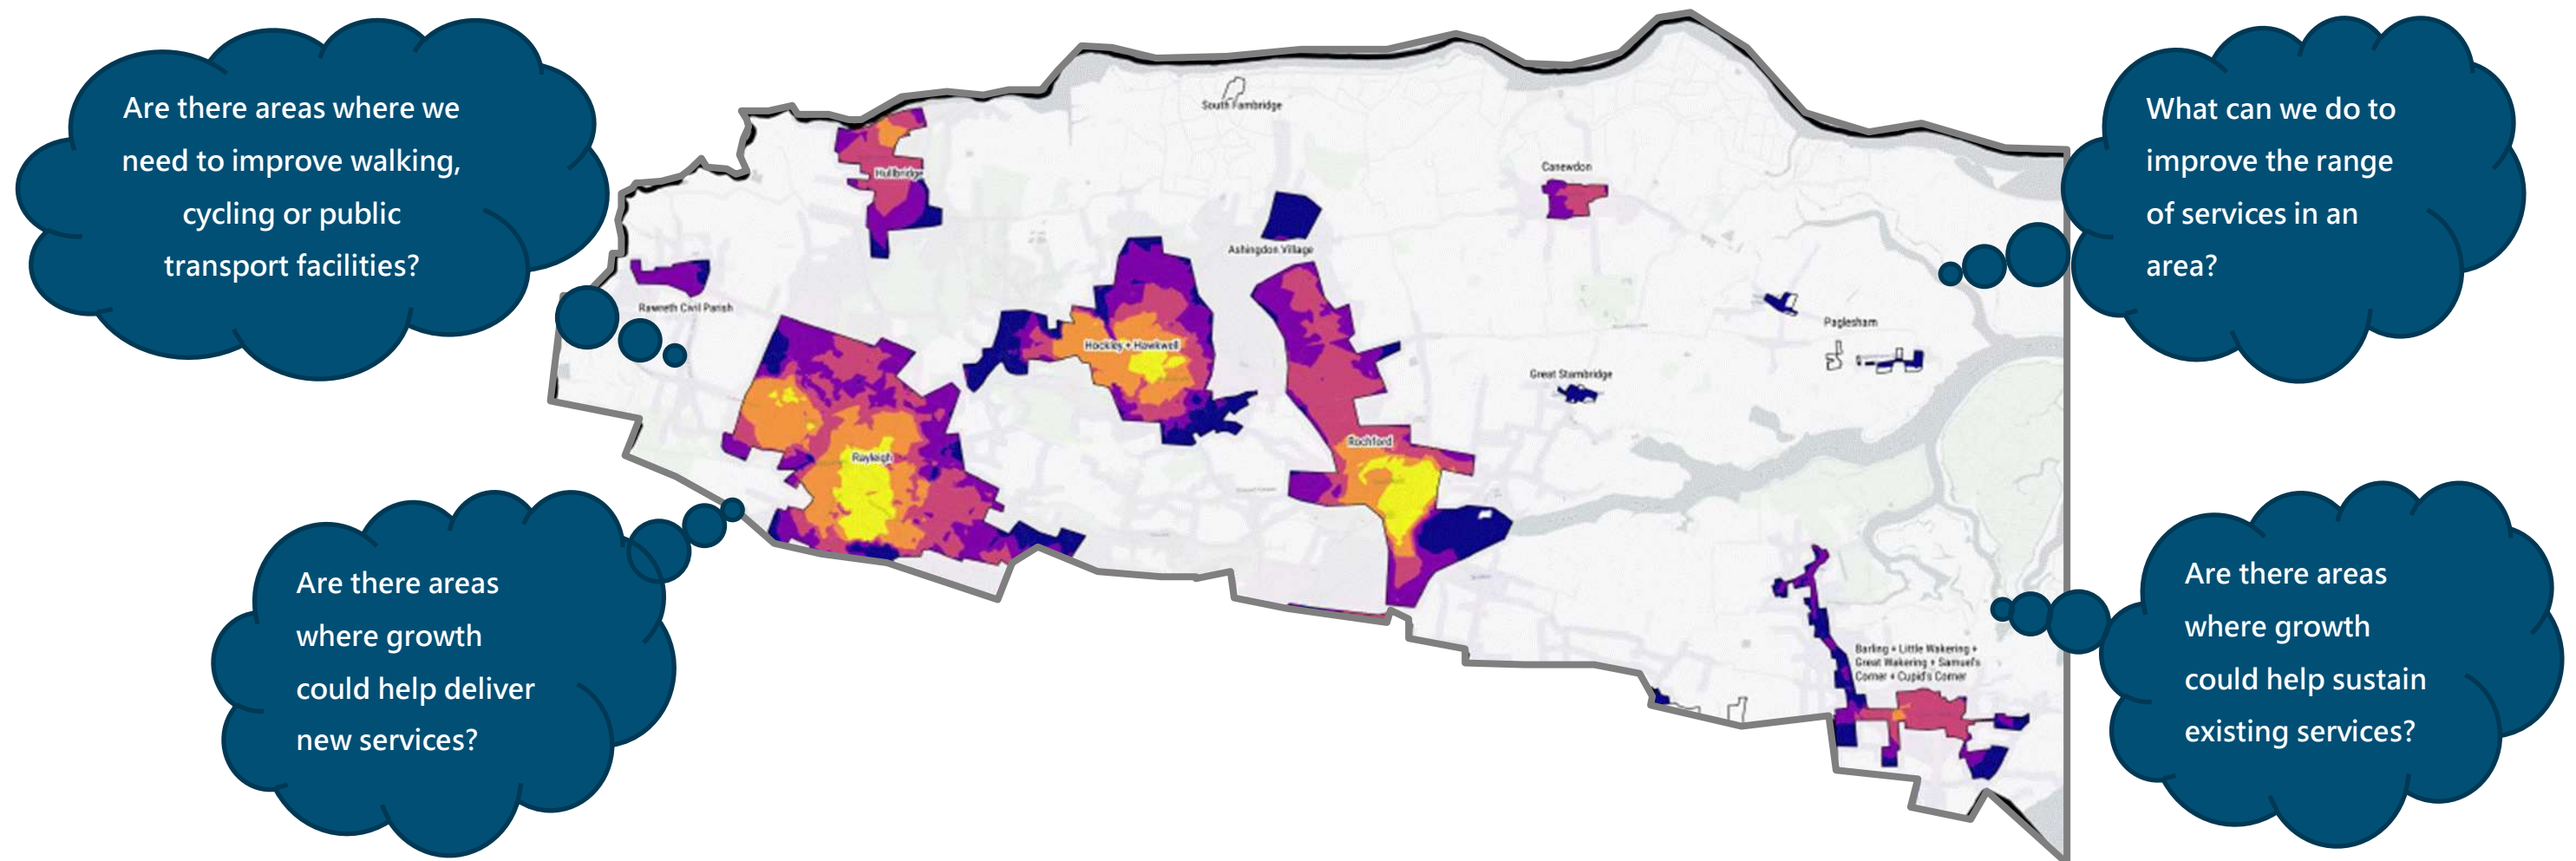 Are there areas where we
need to improve walking,
cycling or public
transport facilities?
What can we do to
improve the range
of services in an
area?
Are there areas
where growth
could help deliver
new services?
Are there areas
where growth
could help sustain
existing services?
South Fambridge
Hullbridge
Canewdon
Ashingdon Village
Rawreth Civil Parish
Paglesham
Hockley + Hawkwell
Great Stambridge
Rochford
Rayleigh
Barling + Little Wakering +
Great Wakering + Samuel's
Corner + Cupid's Corner